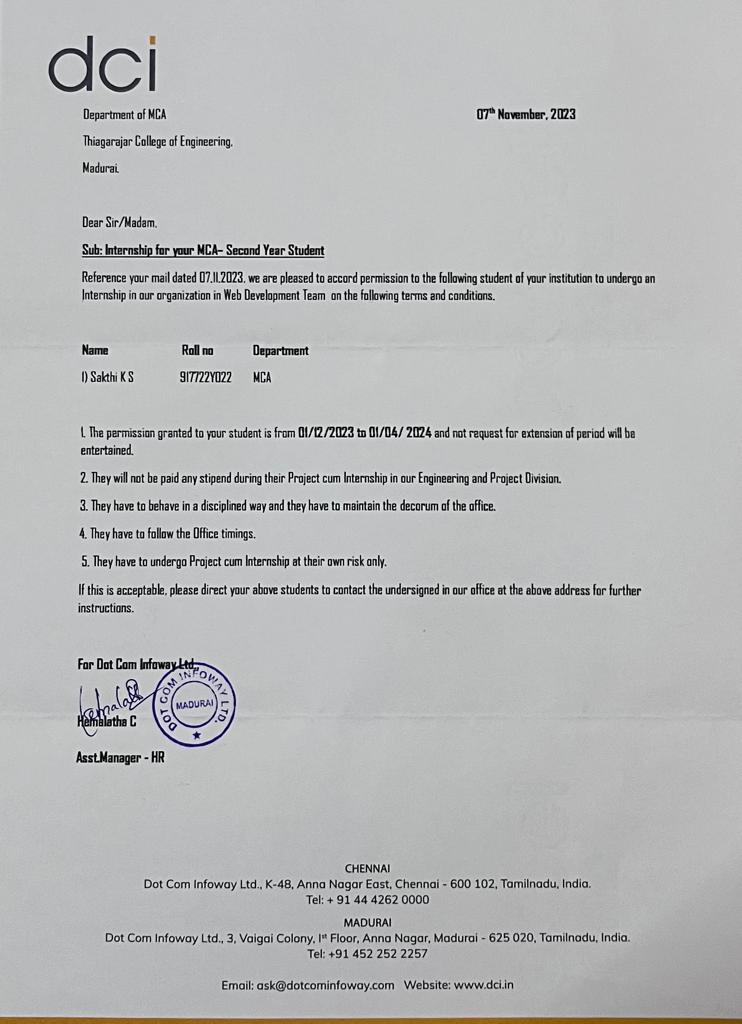 dci
Department of MCA
07th November, 2023
Thiagarajar College of Engineering,
Madurai.
Dear Sir/Madam,
Sub: Internship for your MCA– Second Year Student
Reference your mail dated 07.11.2023. we are pleased to accord permission to the following student of your institution to undergo an
Internship in our organization in Web Development Team on the following terms and conditions.
Name Roll no Department
1) Sakthi K S 917722Y022 MCA
1. The permission granted to your student is from 01/12/2023 to 01/04/ 2024 and not request for extension of period will be
entertained.
2. They will not be paid any stipend during their Project cum Internship in our Engineering and Project Division.
3. They have to behave in a disciplined way and they have to maintain the decorum of the office.
4. They have to follow the Office timings.
5. They have to undergo Project cum Internship at their own risk only.
If this is acceptable, please direct your above students to contact the undersigned in our office at the above address for further
instructions.
For Dot Com Infoway Ltd.,
DOT COM INFOWAY LTD.
MADURAI
Hemalatha C
Asst.Manager - HR
CHENNAI
Dot Com Infoway Ltd., K-48, Anna Nagar East, Chennai - 600 102, Tamilnadu, India.
Tel: + 91 44 4262 0000
MADURAI
Dot Com Infoway Ltd., 3, Vaigai Colony, 1st Floor, Anna Nagar, Madurai - 625 020, Tamilnadu, India.
Tel: +91 452 252 2257
Email: ask@dotcominfoway.com Website: www.dci.in